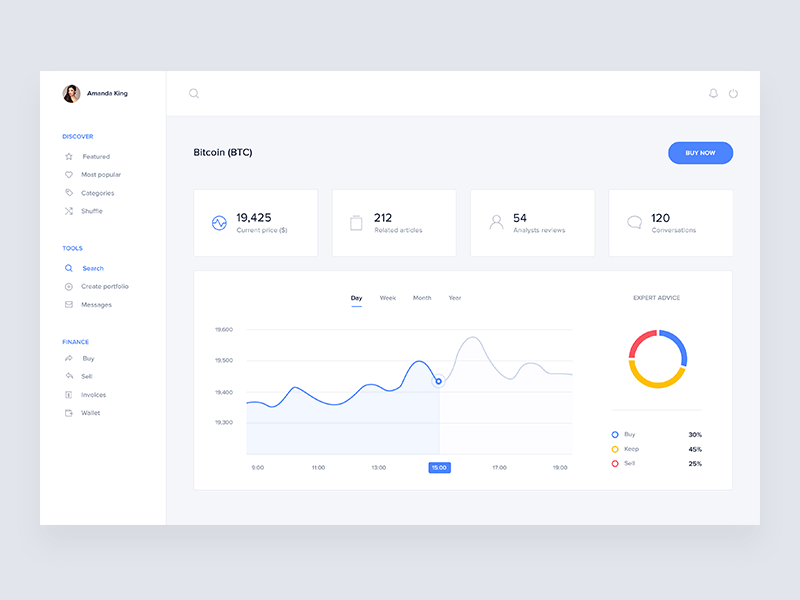 Amanda King
DISCOVER
Featured
Most popular
Categories
Shuffle
TOOLS
Search
Create portfolio
Messages
FINANCE
Buy
Sell
Invoices
Wallet
Bitcoin (BTC)
BUY NOW
19,425
Current price ($)
212
Related articles
54
Analysts reviews
120
Conversations
Day Week Month Year
19,600
19,500
19,400
19,300
9:00 11:00 13:00 15:00 17:00 19:00
EXPERT ADVICE
Buy 30%
Keep 45%
Sell 25%